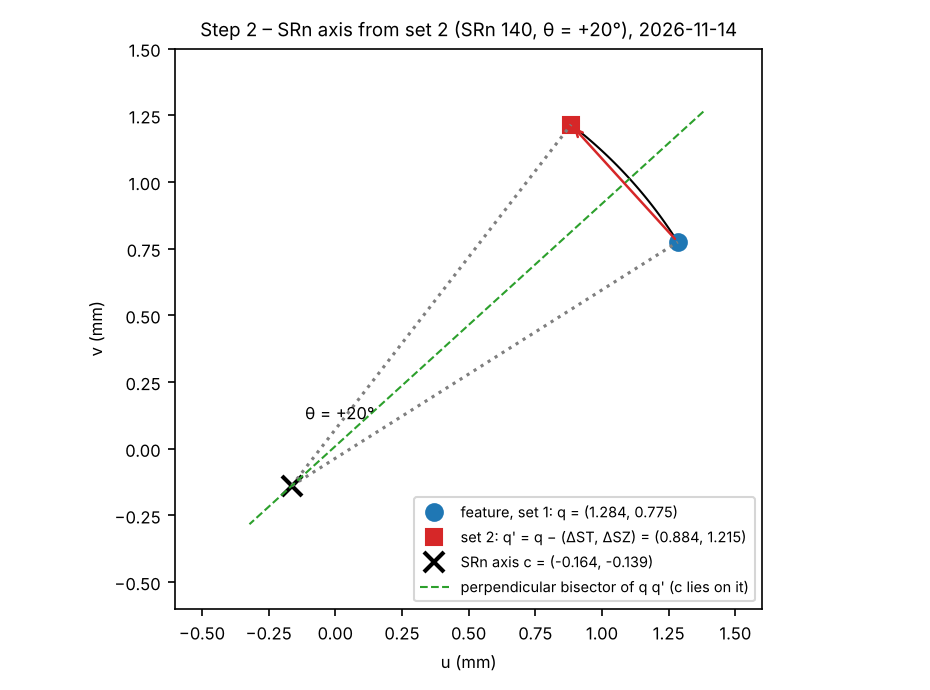 Step 2 – SRn axis from set 2 (SRn 140, θ = +20°), 2026-11-14
1.50
1.25
1.00
0.75
0.50
0.25
0.00
−0.25
−0.50
v (mm)
θ = +20°
feature, set 1: q = (1.284, 0.775)
set 2: q' = q − (ΔST, ΔSZ) = (0.884, 1.215)
SRn axis c = (-0.164, -0.139)
perpendicular bisector of q q' (c lies on it)
−0.50 −0.25 0.00 0.25 0.50 0.75 1.00 1.25 1.50
u (mm)